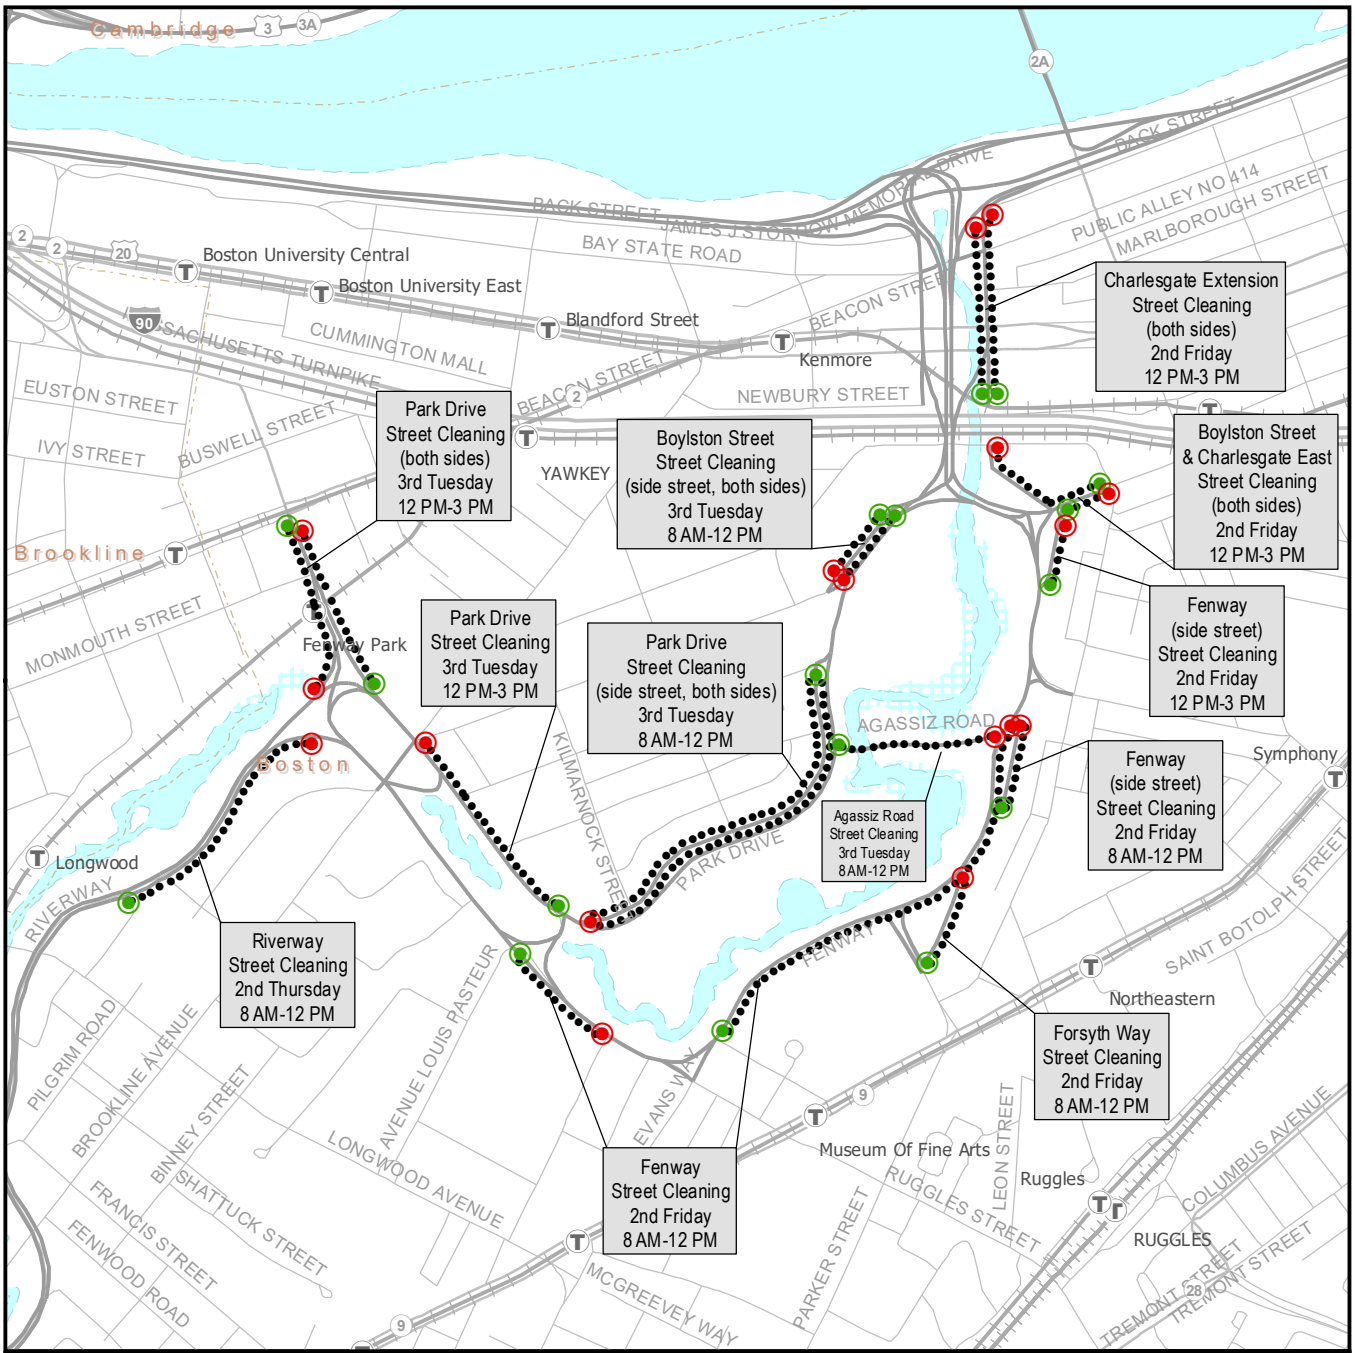 Cambridge
3
3A
2A
BACK STREET
JAMES J STORROW MEMORIAL DRIVE
BACK STREET
PUBLIC ALLEY NO 414
MARLBOROUGH STREET
BAY STATE ROAD
2
2
20
Boston University Central
Boston University East
Blandford Street
Kenmore
BEACON STREET
90
MASSACHUSETTS TURNPIKE
CUMMINGTON MALL
BEACON STREET
2
NEWBURY STREET
EUSTON STREET
IVY STREET
BUSWELL STREET
YAWKEY
Charlesgate Extension
Street Cleaning
(both sides)
2nd Friday
12 PM-3 PM
Park Drive
Street Cleaning
(both sides)
3rd Tuesday
12 PM-3 PM
Boylston Street
Street Cleaning
(side street, both sides)
3rd Tuesday
8 AM-12 PM
Boylston Street
& Charlesgate East
Street Cleaning
(both sides)
2nd Friday
12 PM-3 PM
Brookline
MONMOUTH STREET
Fenway Park
Park Drive
Street Cleaning
3rd Tuesday
12 PM-3 PM
Park Drive
Street Cleaning
(side street, both sides)
3rd Tuesday
8 AM-12 PM
Fenway
(side street)
Street Cleaning
2nd Friday
12 PM-3 PM
AGASSIZ ROAD
Symphony
Boston
KILMARNOCK STREET
PARK DRIVE
Agassiz Road
Street Cleaning
3rd Tuesday
8 AM-12 PM
Fenway
(side street)
Street Cleaning
2nd Friday
8 AM-12 PM
Longwood
RIVERWAY
Riverway
Street Cleaning
2nd Thursday
8 AM-12 PM
FENWAY
SAINT BOTOLPH STREET
Northeastern
Forsyth Way
Street Cleaning
2nd Friday
8 AM-12 PM
PILGRIM ROAD
BROOKLINE AVENUE
BINNEY STREET
AVENUE LOUIS PASTEUR
LONGWOOD AVENUE
EVANS WAY
9
Museum Of Fine Arts
LEON STREET
Ruggles
RUGGLES STREET
COLUMBUS AVENUE
RUGGLES
Fenway
Street Cleaning
2nd Friday
8 AM-12 PM
SHATTUCK STREET
FRANCIS STREET
FENWOOD ROAD
MCGREEVEY WAY
PARKER STREET
9
28
TREMONT STREET
TREMONT STREET